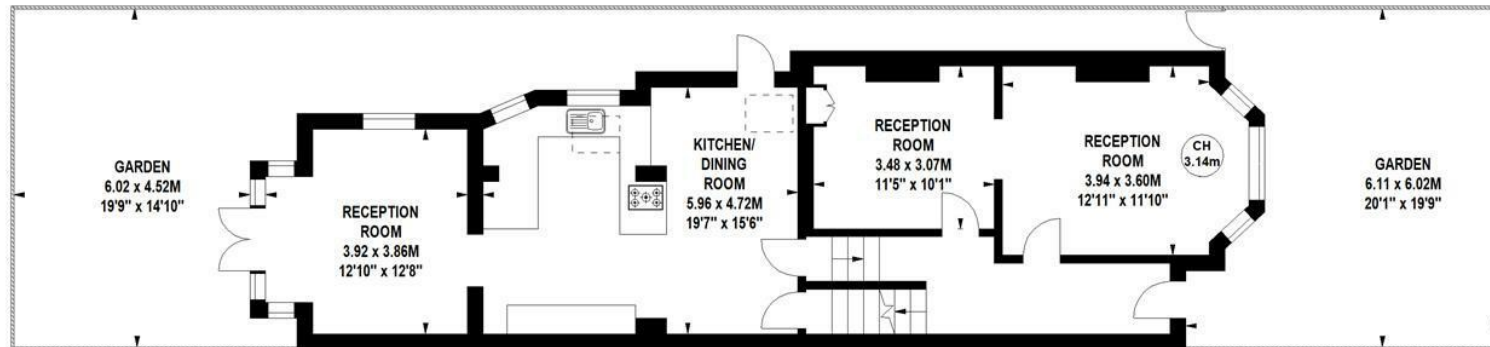 GARDEN
6.02 x 4.52M
19'9" x 14'10"
RECEPTION
ROOM
3.92 x 3.86M
12'10" x 12'8"
KITCHEN/
DINING
ROOM
5.96 x 4.72M
19'7" x 15'6"
RECEPTION
ROOM
3.48 x 3.07M
11'5" x 10'1"
RECEPTION
ROOM
3.94 x 3.60M
12'11" x 11'10"
CH
3.14m
GARDEN
6.11 x 6.02M
20'1" x 19'9"